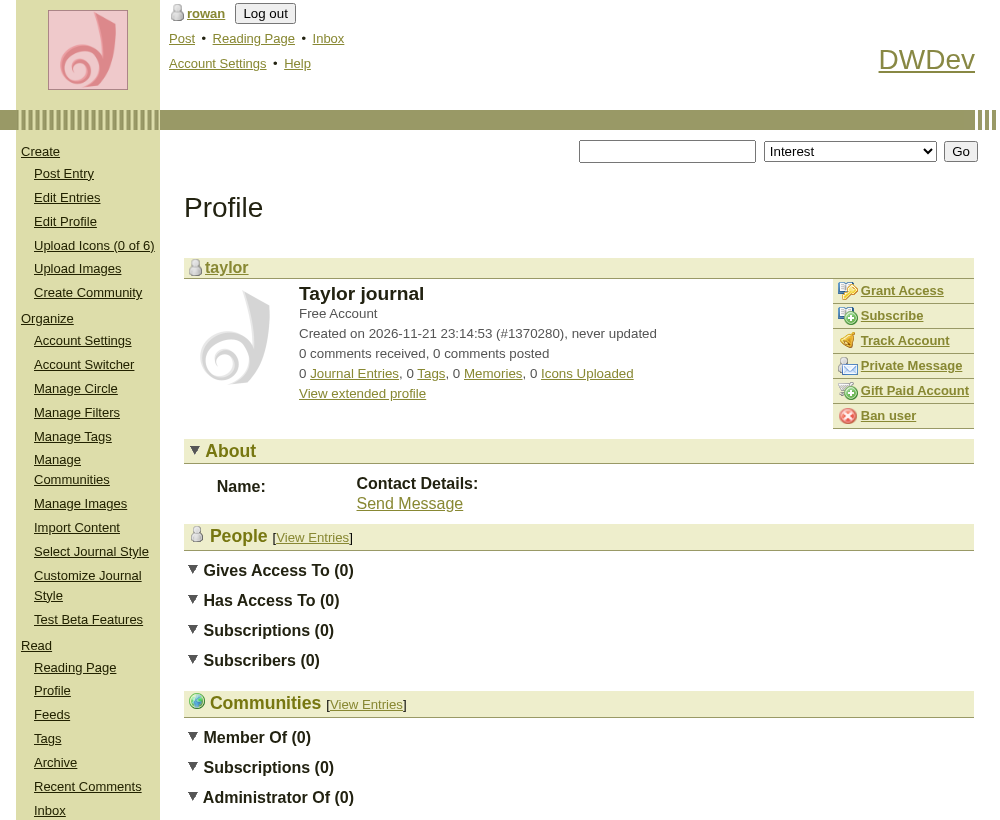 rowan Log out
Post • Reading Page • Inbox
Account Settings • Help
DWDev
Interest Go
Create
Post Entry
Edit Entries
Edit Profile
Upload Icons (0 of 6)
Upload Images
Create Community
Organize
Account Settings
Account Switcher
Manage Circle
Manage Filters
Manage Tags
Manage
Communities
Manage Images
Import Content
Select Journal Style
Customize Journal
Style
Test Beta Features
Read
Reading Page
Profile
Feeds
Tags
Archive
Recent Comments
Inbox
Profile
taylor
Taylor journal
Free Account
Created on 2026-11-21 23:14:53 (#1370280), never updated
0 comments received, 0 comments posted
0 Journal Entries, 0 Tags, 0 Memories, 0 Icons Uploaded
View extended profile
Grant Access
Subscribe
Track Account
Private Message
Gift Paid Account
Ban user
About
Name:
Contact Details:
Send Message
People [View Entries]
Gives Access To (0)
Has Access To (0)
Subscriptions (0)
Subscribers (0)
Communities [View Entries]
Member Of (0)
Subscriptions (0)
Administrator Of (0)